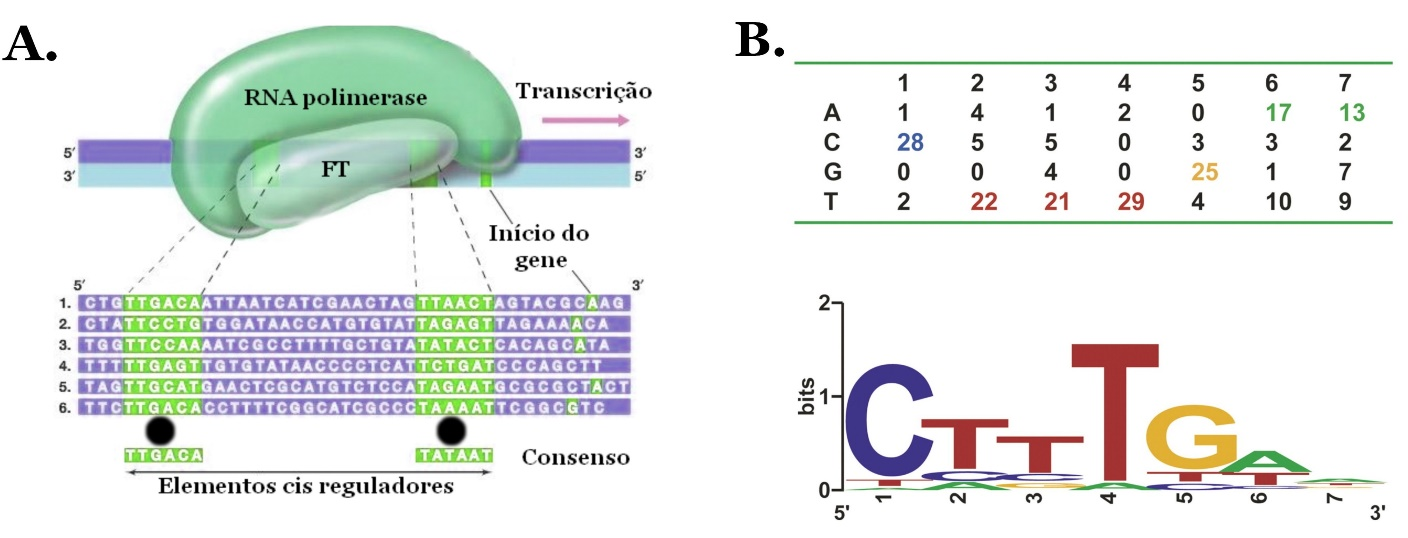 A.
RNA polimerase
Transcrição
FT
5′ 3′
3′ 5′
Início do
gene
5′ 3′
1. CTGTTGACAATTAATCATCGAACTAGTTAACTAGTACGCAAG
2. CTATTCCTGTGGATAACCATGTGTATTAGAGTTAGAAAACA
3. TGGTTCCAAAATCGCCTTTTGCTGTATATACTCACAGCATA
4. TTTTTGAGTTGTGTATAACCCCTCATTCTGATCCCAGCTT
5. TAGTTGCATGAACTCGCATGTCTCCATAGAATGCGCGCTACT
6. TTCTTGACACCTTTTCGGCATCGCCCTAAAATTCGGCGTC
TTGACA TATAAT Consenso
Elementos cis reguladores
B.
1 2 3 4 5 6 7
A 1 4 1 2 0 17 13
C 28 5 5 0 3 3 2
G 0 0 4 0 25 1 7
T 2 22 21 29 4 10 9
2
1
0
bits
C T T T G A
T C C A T T
A G C C
1 2 3 4 5 6 7
5' 3'